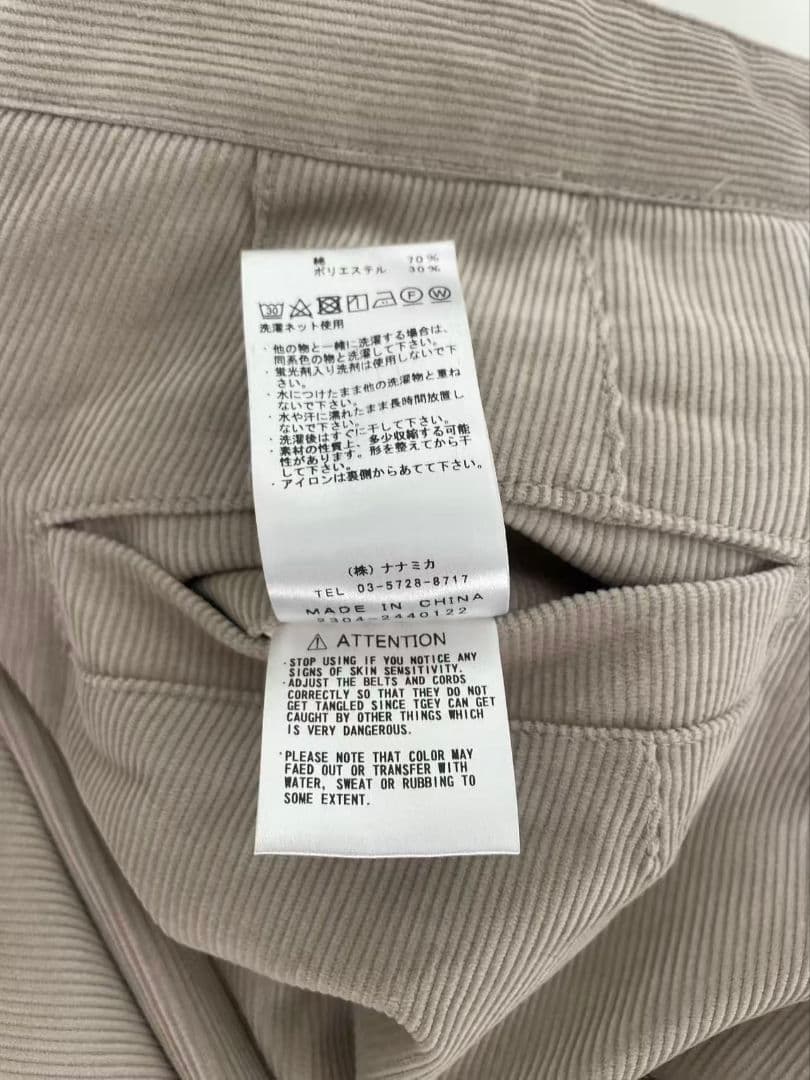 綿 70%
ポリエステル 30%
30 F W
洗濯ネット使用
・他の物と一緒に洗濯する場合は、
同系色の物と洗濯して下さい。
・蛍光剤入り洗剤は使用しないで下
さい。
・水につけたまま他の洗濯物と重ね
ないで下さい。
・水や汗に濡れたまま長時間放置し
ないで下さい。
・洗濯後はすぐに干して下さい。
・素材の性質上、多少収縮する可能
性があります。形を整えてから干
して下さい。
・アイロンは裏側からあてて下さい。
(株)ナナミカ
TEL 03-5728-8717
MADE IN CHINA
2304-2440122
⚠ ATTENTION
·STOP USING IF YOU NOTICE ANY
SIGNS OF SKIN SENSITIVITY.
·ADJUST THE BELTS AND CORDS
CORRECTLY SO THAT THEY DO NOT
GET TANGLED SINCE TGEY CAN GET
CAUGHT BY OTHER THINGS WHICH
IS VERY DANGEROUS.
·PLEASE NOTE THAT COLOR MAY
FAED OUT OR TRANSFER WITH
WATER, SWEAT OR RUBBING TO
SOME EXTENT.